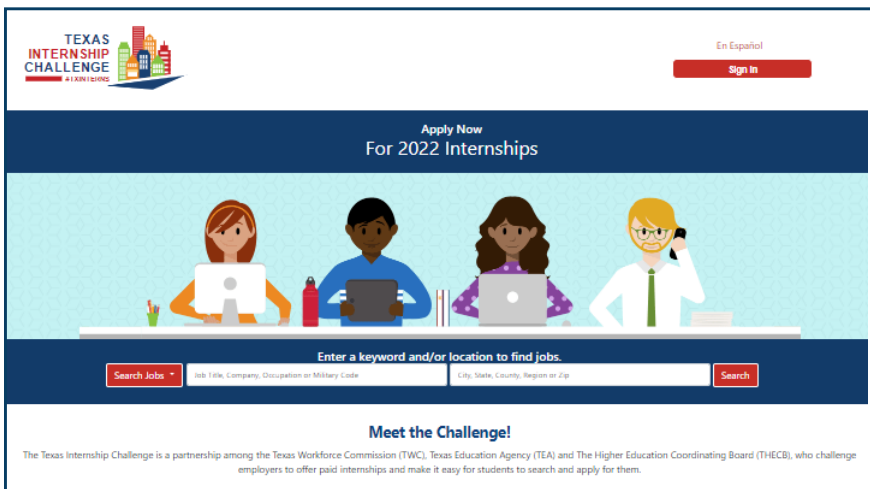 TEXAS
INTERNSHIP
CHALLENGE
#TXINTERNS
En Español
Sign In
Apply Now
For 2022 Internships
Enter a keyword and/or location to find jobs.
Search Jobs
Job Title, Company, Occupation or Military Code
City, State, County, Region or Zip
Search
Meet the Challenge!
The Texas Internship Challenge is a partnership among the Texas Workforce Commission (TWC), Texas Education Agency (TEA) and The Higher Education Coordinating Board (THECB), who challenge
employers to offer paid internships and make it easy for students to search and apply for them.